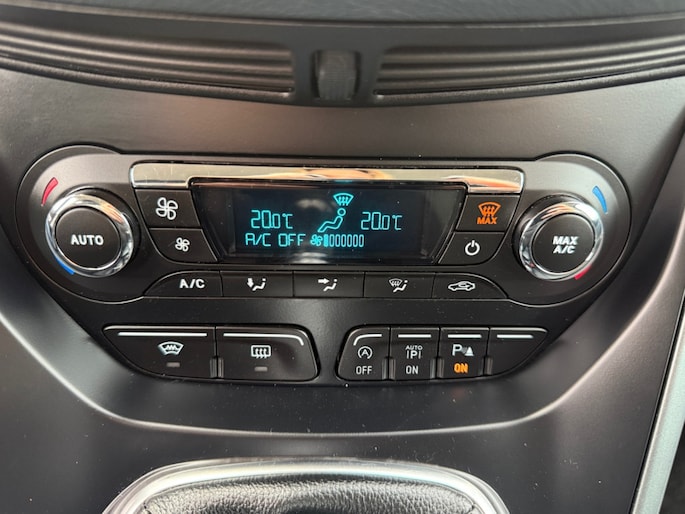 AUTO
20.0°C 20.0°C
A/C OFF
MAX
MAX
A/C
A/C
A
OFF
AUTO
P
ON
P
ON